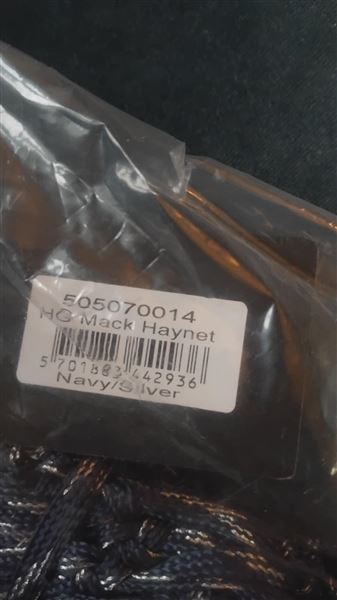 505070014
HG Mack Haynet
5 701883 442936
Navy/Silver